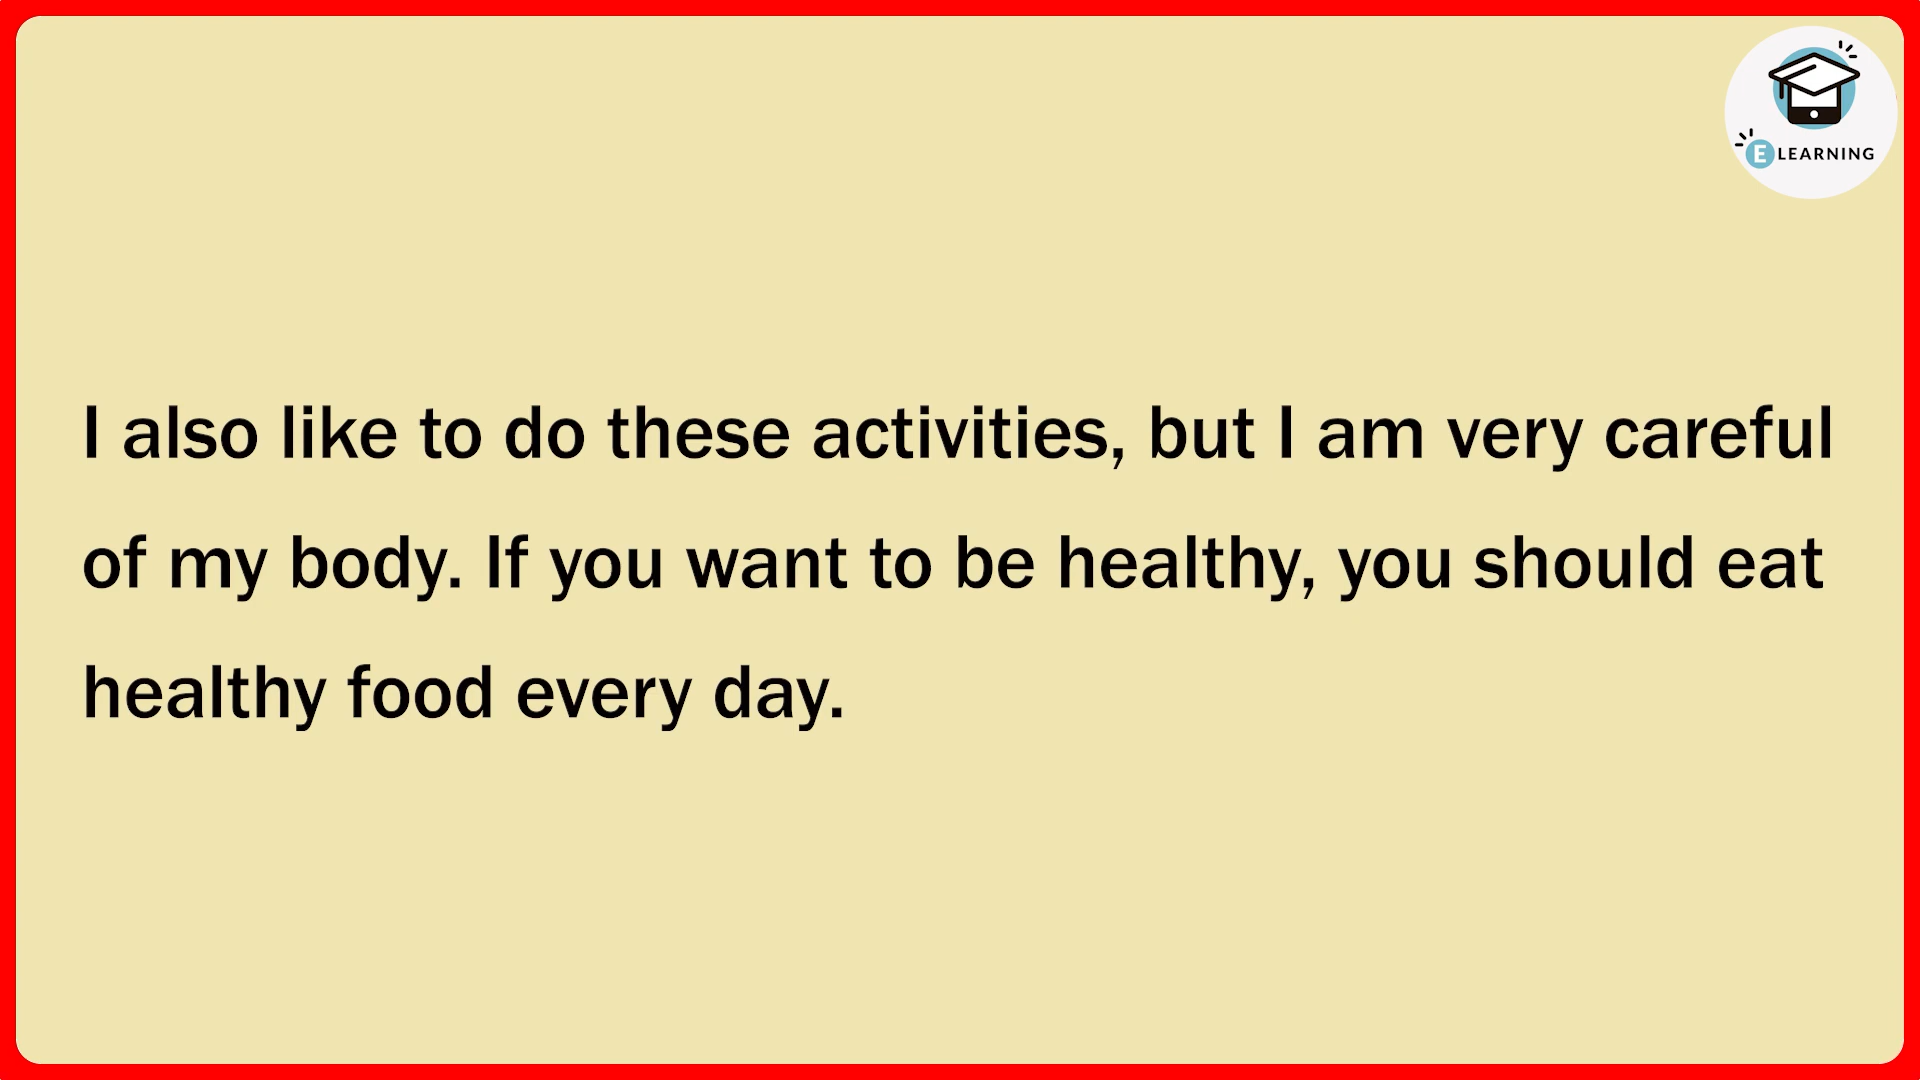 E LEARNING
I also like to do these activities, but I am very careful
of my body. If you want to be healthy, you should eat
healthy food every day.